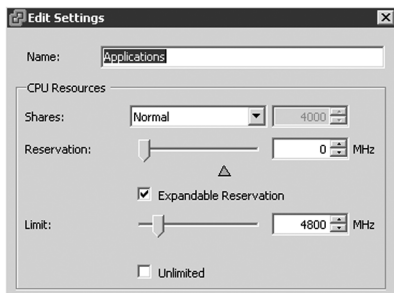 Edit Settings
Name: Applications
CPU Resources
Shares: Normal 4000
Reservation: 0 MHz
Expandable Reservation
Limit: 4800 MHz
Unlimited